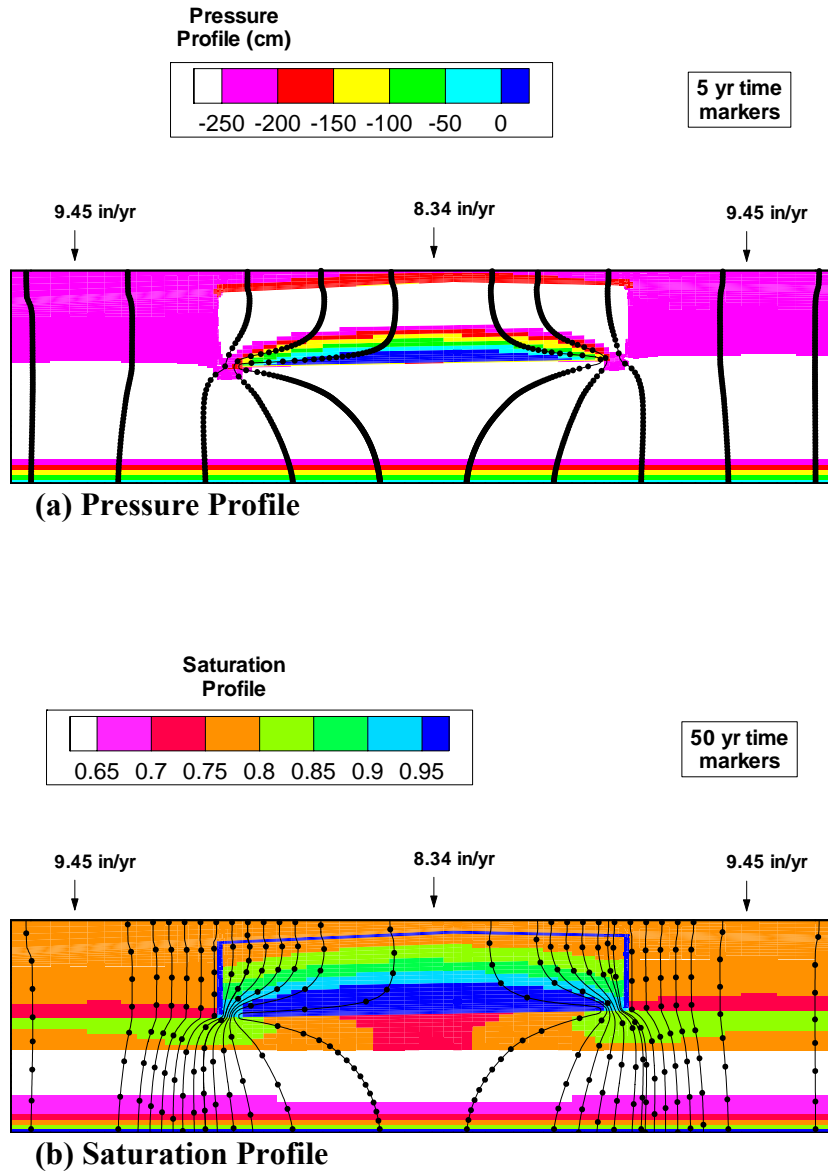 Pressure
Profile (cm)
-250 -200 -150 -100 -50 0
5 yr time
markers
9.45 in/yr 8.34 in/yr 9.45 in/yr
(a) Pressure Profile
Saturation
Profile
0.65 0.7 0.75 0.8 0.85 0.9 0.95
50 yr time
markers
9.45 in/yr 8.34 in/yr 9.45 in/yr
(b) Saturation Profile